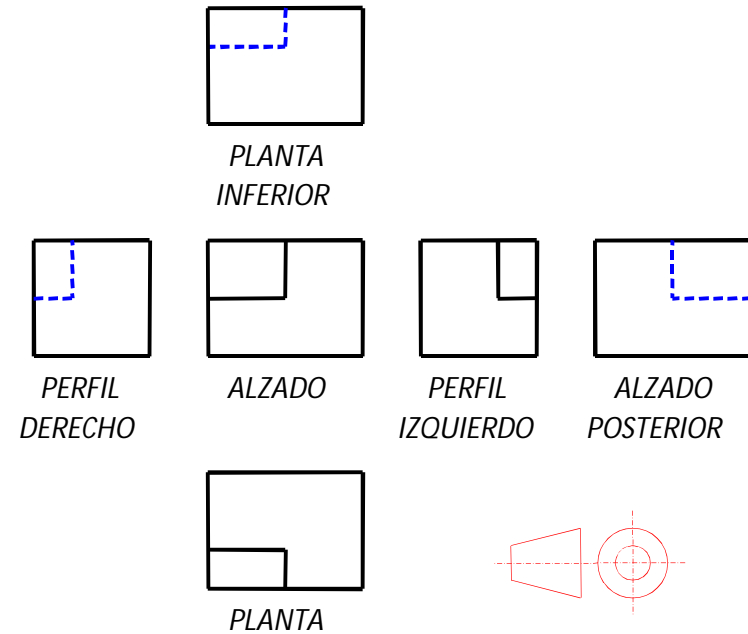 PLANTA
INFERIOR
PERFIL
DERECHO
ALZADO
PERFIL
IZQUIERDO
ALZADO
POSTERIOR
PLANTA